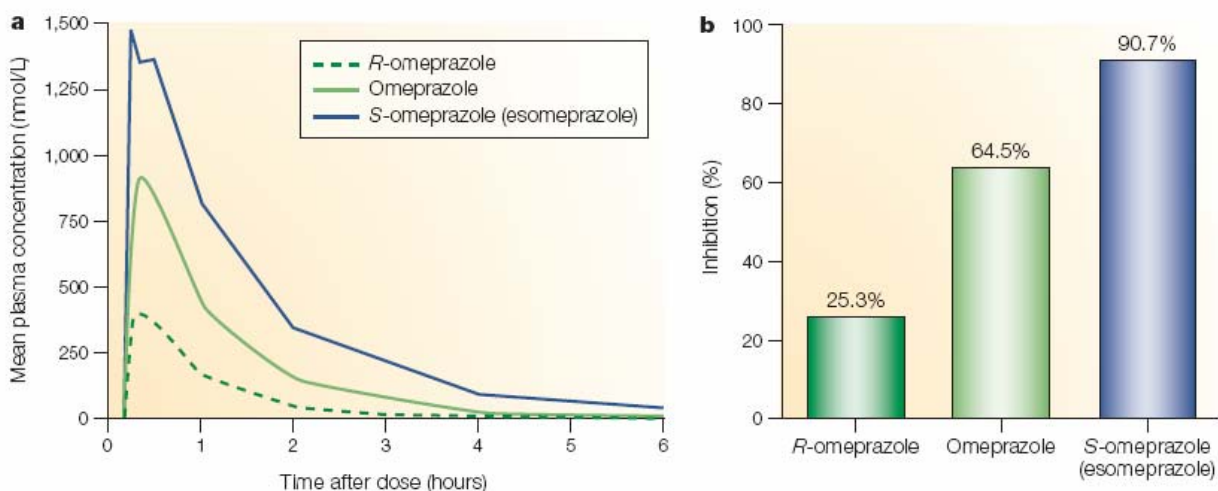 a
1,500
1,250
1,000
750
500
250
0
Mean plasma concentration (nmol/L)
R-omeprazole
Omeprazole
S-omeprazole (esomeprazole)
0 1 2 3 4 5 6
Time after dose (hours)
b
100
80
60
40
20
0
Inhibition (%)
25.3%
64.5%
90.7%
R-omeprazole Omeprazole S-omeprazole
(esomeprazole)